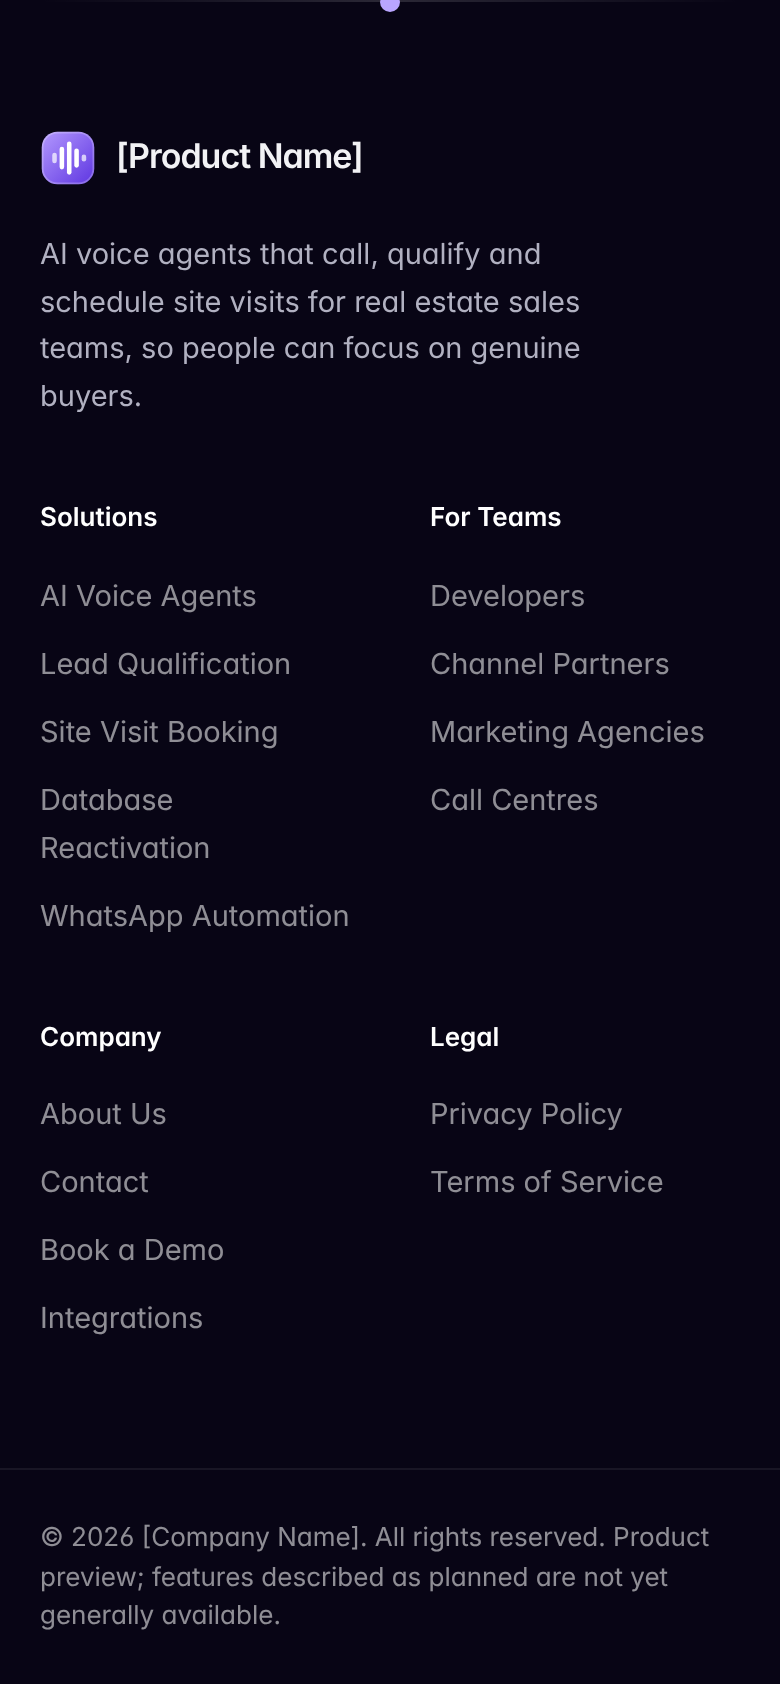 [Product Name]
AI voice agents that call, qualify and
schedule site visits for real estate sales
teams, so people can focus on genuine
buyers.
Solutions
AI Voice Agents
Lead Qualification
Site Visit Booking
Database
Reactivation
WhatsApp Automation
For Teams
Developers
Channel Partners
Marketing Agencies
Call Centres
Company
About Us
Contact
Book a Demo
Integrations
Legal
Privacy Policy
Terms of Service
© 2026 [Company Name]. All rights reserved. Product
preview; features described as planned are not yet
generally available.